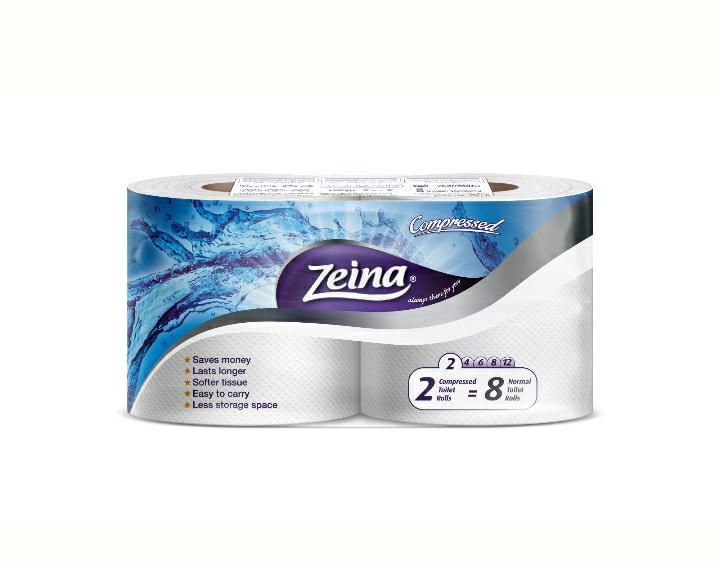 Compressed
Zeina®
always there for you
Saves money
Lasts longer
Softer tissue
Easy to carry
Less storage space
2 4 6 8 12
2 Compressed Toilet Rolls = 8 Normal Toilet Rolls